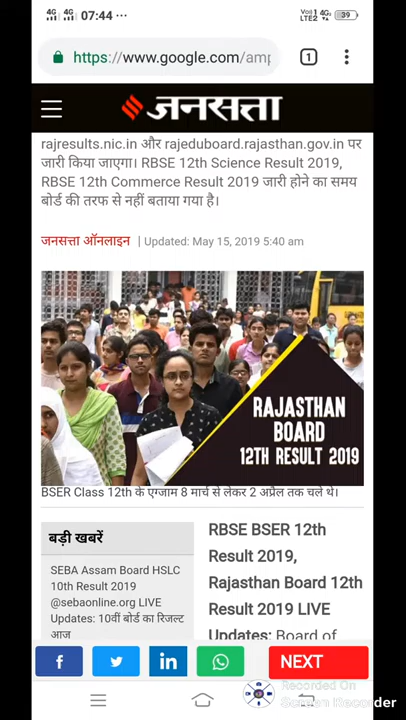 4G 4G 07:44 ···
Vo)) 1 4G
LTE2
39
https://www.google.com/amp
1
जनसत्ता
rajresults.nic.in और rajeduboard.rajasthan.gov.in पर
जारी किया जाएगा। RBSE 12th Science Result 2019,
RBSE 12th Commerce Result 2019 जारी होने का समय
बोर्ड की तरफ से नहीं बताया गया है।
जनसत्ता ऑनलाइन | Updated: May 15, 2019 5:40 am
RAJASTHAN
BOARD
12TH RESULT 2019
BSER Class 12th के एग्जाम 8 मार्च से लेकर 2 अप्रैल तक चले थे।
बड़ी खबरें
SEBA Assam Board HSLC
10th Result 2019
@sebaonline.org LIVE
Updates: 10वीं बोर्ड का रिजल्ट
आज
RBSE BSER 12th
Result 2019,
Rajasthan Board 12th
Result 2019 LIVE
Updates: Board of
f
in
NEXT
Recorded On
Screen Recorder